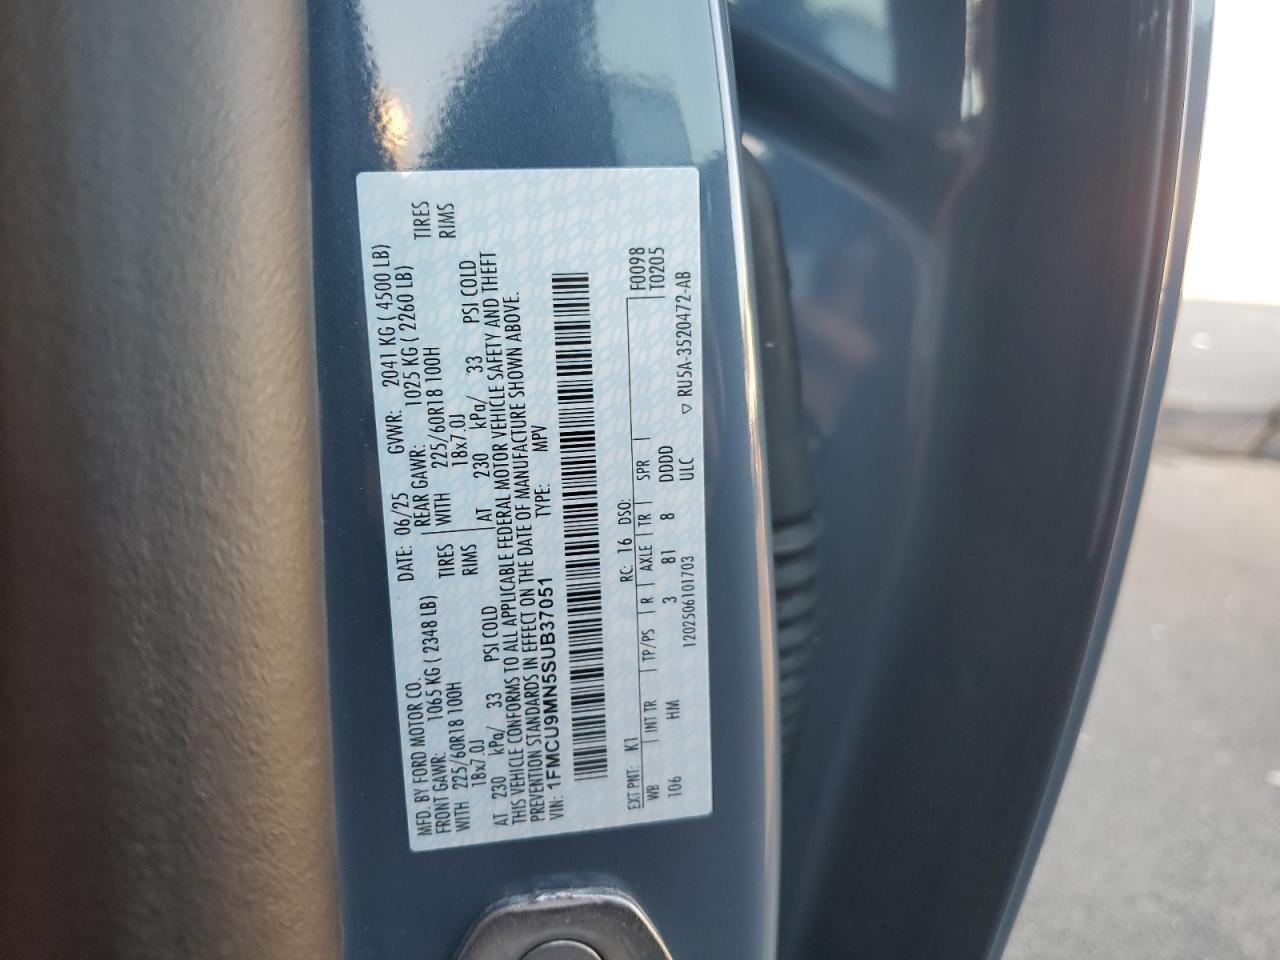 MFD. BY FORD MOTOR CO. DATE: 06/25 GVWR: 2041 KG ( 4500 LB)
FRONT GAWR: 1065 KG ( 2348 LB) REAR GAWR: 1025 KG ( 2260 LB)
WITH 225/60R18 100H TIRES WITH 225/60R18 100H TIRES
18x7.0J RIMS 18x7.0J RIMS
AT 230 kPa/ 33 PSI COLD AT 230 kPa/ 33 PSI COLD
THIS VEHICLE CONFORMS TO ALL APPLICABLE FEDERAL MOTOR VEHICLE SAFETY AND THEFT
PREVENTION STANDARDS IN EFFECT ON THE DATE OF MANUFACTURE SHOWN ABOVE.
VIN: 1FMCU9MN5SUB37051 TYPE: MPV
EXT PNT: K1 RC: 16 DSO: F0098
WB INT TR TP/PS R AXLE TR SPR T0205
106 HM 3 81 8 DDDD
120250610170​3 ULC ▽ RU5A-3520472-AB